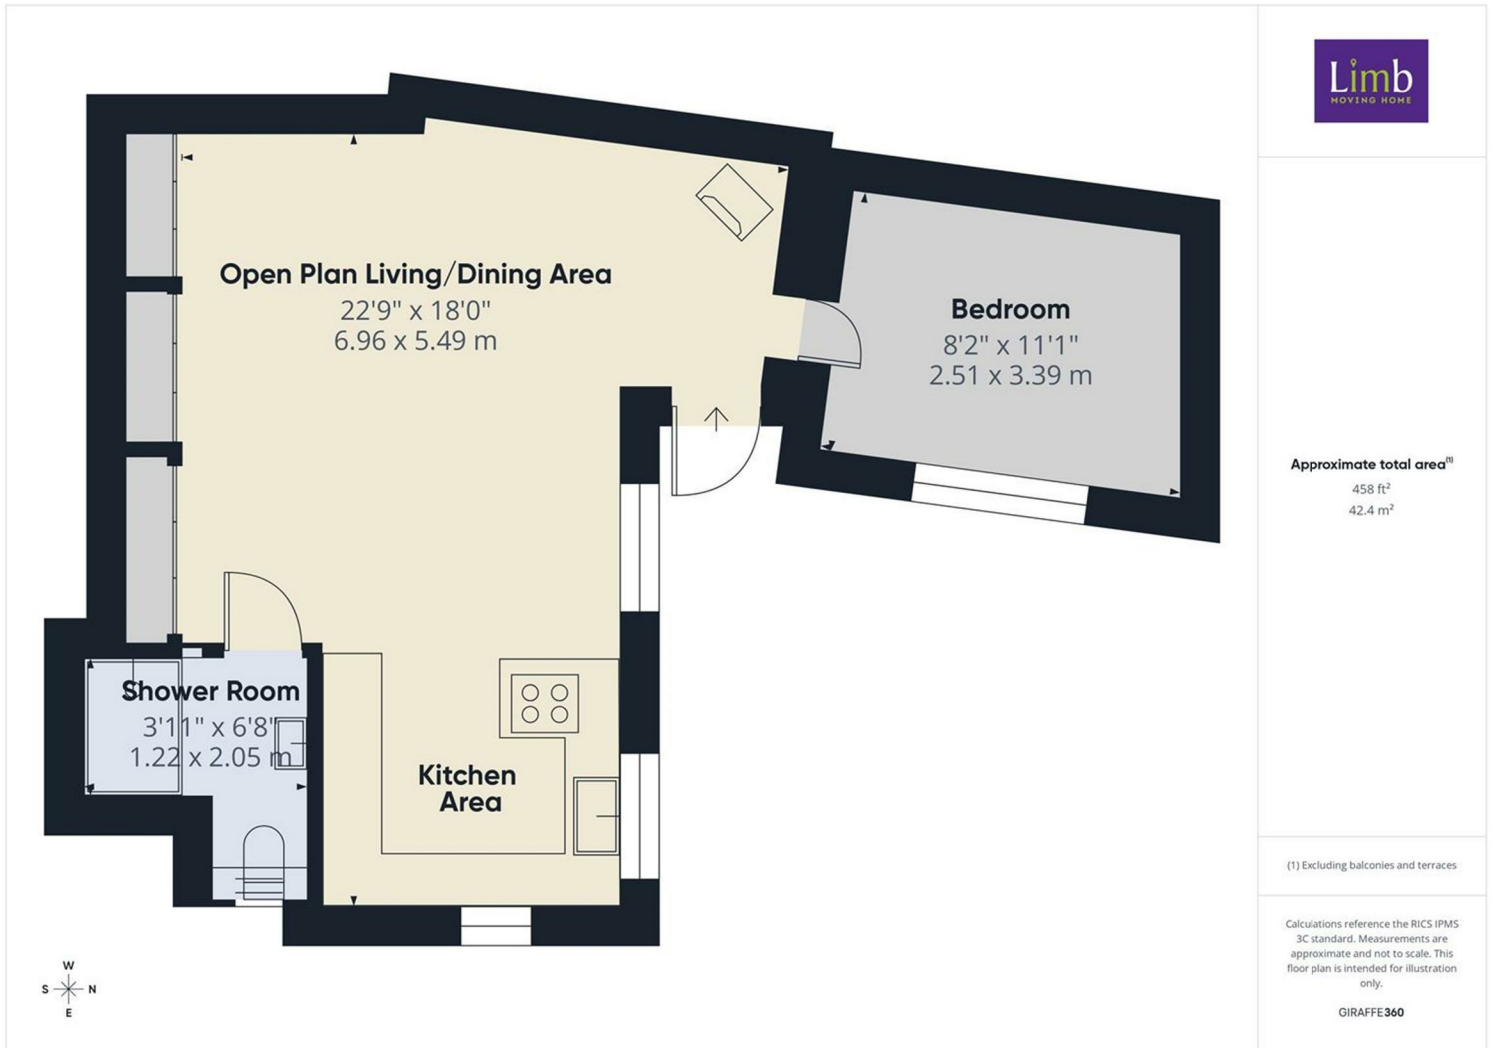 Limb
MOVING HOME
Open Plan Living/Dining Area
22'9" x 18'0"
6.96 x 5.49 m
Bedroom
8'2" x 11'1"
2.51 x 3.39 m
Approximate total area(1)
458 ft²
42.4 m²
Shower Room
3'11" x 6'8"
1.22 x 2.05 m
Kitchen
Area
(1) Excluding balconies and terraces
Calculations reference the RICS IPMS
3C standard. Measurements are
approximate and not to scale. This
floor plan is intended for illustration
only.
GIRAFFE360
W
S N
E